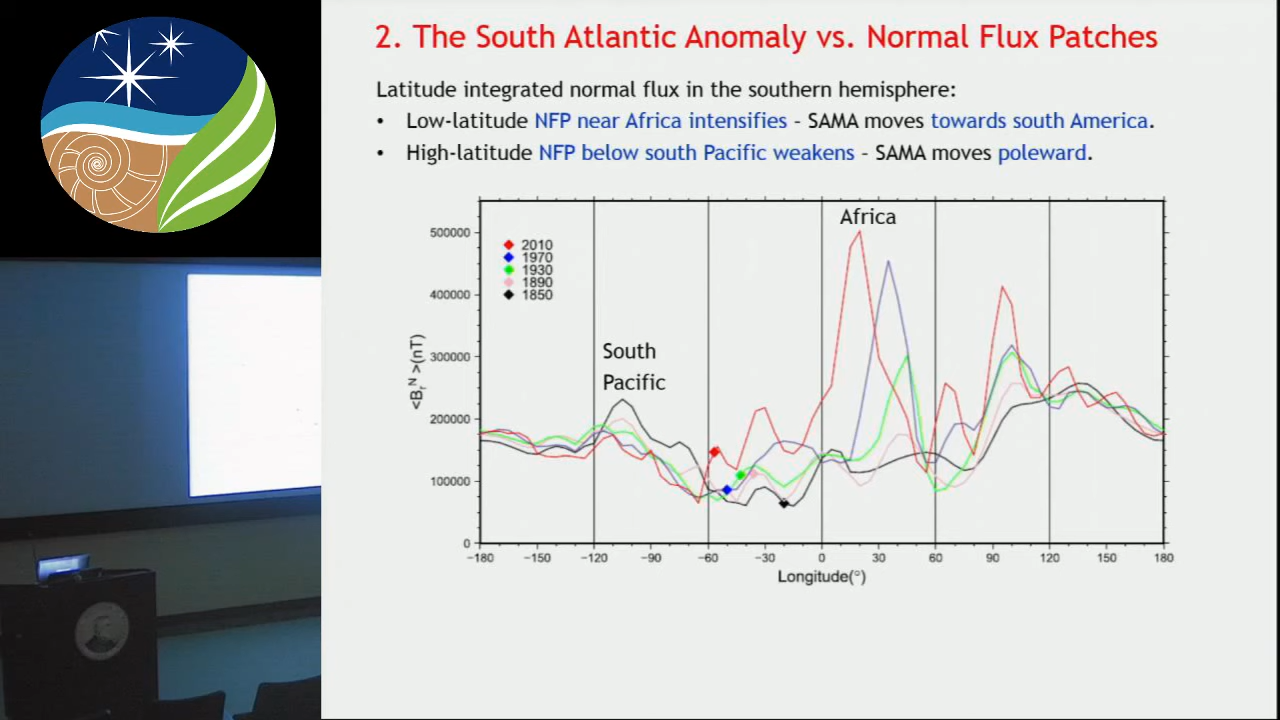 2. The South Atlantic Anomaly vs. Normal Flux Patches
Latitude integrated normal flux in the southern hemisphere:
• Low-latitude NFP near Africa intensifies – SAMA moves towards south America.
• High-latitude NFP below south Pacific weakens – SAMA moves poleward.
Africa
500000
2010
1970
1930
1890
1850
400000
300000
South
Pacific
<BrN >(nT)
200000
100000
0
−180 −150 −120 −90 −60 −30 0 30 60 90 120 150 180
Longitude(°)